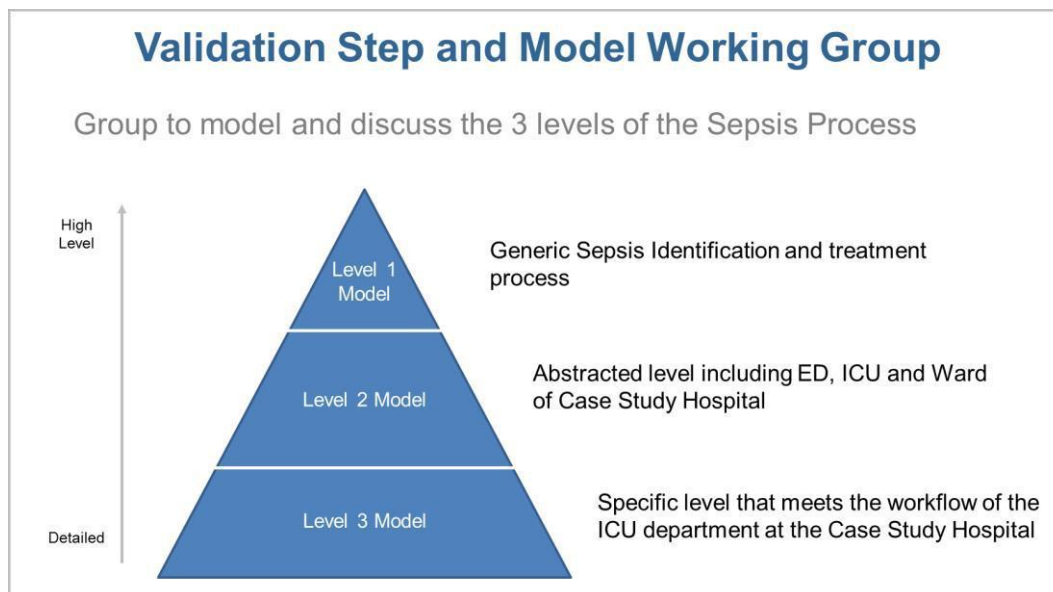 Validation Step and Model Working Group
Group to model and discuss the 3 levels of the Sepsis Process
High
Level
Level 1
Model
Generic Sepsis Identification and treatment
process
Level 2 Model
Abstracted level including ED, ICU and Ward
of Case Study Hospital
Level 3 Model
Specific level that meets the workflow of the
ICU department at the Case Study Hospital
Detailed